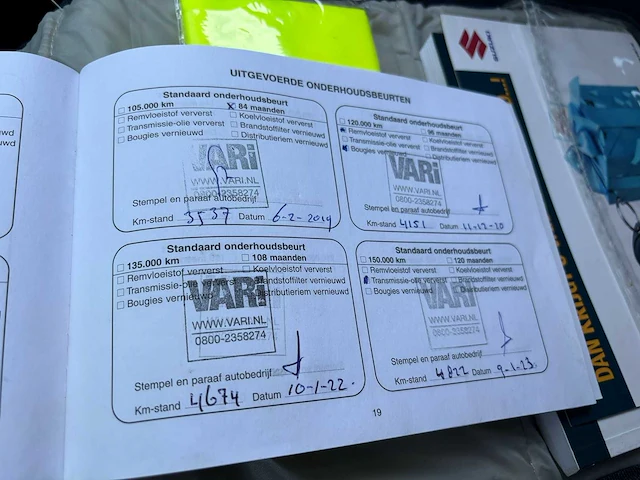 UITGEVOERDE ONDERHOUDSBEURTEN
Standaard onderhoudsbeurt
105.000 km x 84 maanden
Remvloeistof ververst Koelvloeistof ververst
Transmissie-olie ververst Brandstoffilter vernieuwd
Bougies vernieuwd Distributieriem vernieuwd
VARi
WWW.VARI.NL
0800-2358274
Stempel en paraaf autobedrijf
Km-stand 3537 Datum 6-2-2019
Standaard onderhoudsbeurt
120.000 km 96 maanden
Remvloeistof ververst Koelvloeistof ververst
Transmissie-olie ververst Brandstoffilter vernieuwd
Bougies vernieuwd Distributieriem vernieuwd
VARi
WWW.VARI.NL
0800-2358274
Stempel en paraaf autobedrijf
Km-stand 4151 Datum 11-12-20
Standaard onderhoudsbeurt
135.000 km 108 maanden
Remvloeistof ververst Koelvloeistof ververst
Transmissie-olie ververst Brandstoffilter vernieuwd
Bougies vernieuwd Distributieriem vernieuwd
VARi
WWW.VARI.NL
0800-2358274
Stempel en paraaf autobedrijf
Km-stand 4674 Datum 10-1-22.
Standaard onderhoudsbeurt
150.000 km 120 maanden
Remvloeistof ververst Koelvloeistof ververst
Transmissie-olie ververst Brandstoffilter vernieuwd
Bougies vernieuwd Distributieriem vernieuwd
VARi
WWW.VARI.NL
0800-2358274
Stempel en paraaf autobedrijf
Km-stand 4822 Datum 9-1-23.
19
SUZUKI